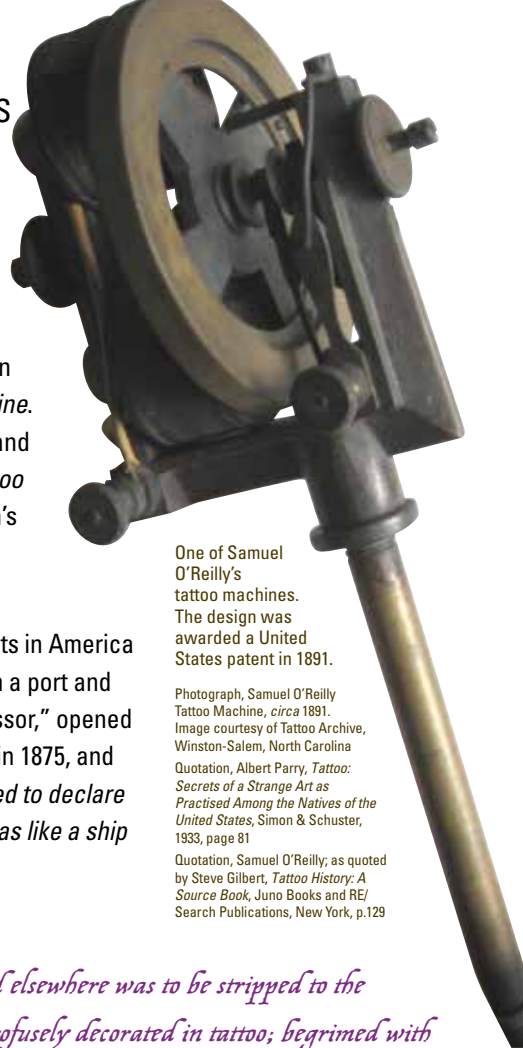 S
n
ine.
and
too
's
One of Samuel
O'Reilly's
tattoo machines.
The design was
awarded a United
States patent in 1891.
ts in America
a port and
ssor,” opened
in 1875, and
ed to declare
as like a ship
Photograph, Samuel O'Reilly
Tattoo Machine, circa 1891.
Image courtesy of Tattoo Archive,
Winston-Salem, North Carolina
Quotation, Albert Parry, Tattoo:
Secrets of a Strange Art as
Practised Among the Natives of the
United States, Simon & Schuster,
1933, page 81
Quotation, Samuel O'Reilly; as quoted
by Steve Gilbert, Tattoo History: A
Source Book, Juno Books and RE/
Search Publications, New York, p.129
elsewhere was to be stripped to the
ofusely decorated in tattoo; begrimed with